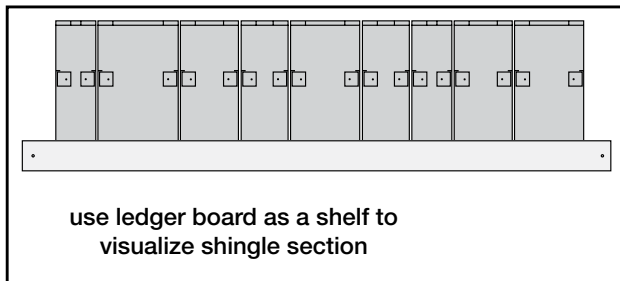 use ledger board as a shelf to
visualize shingle section